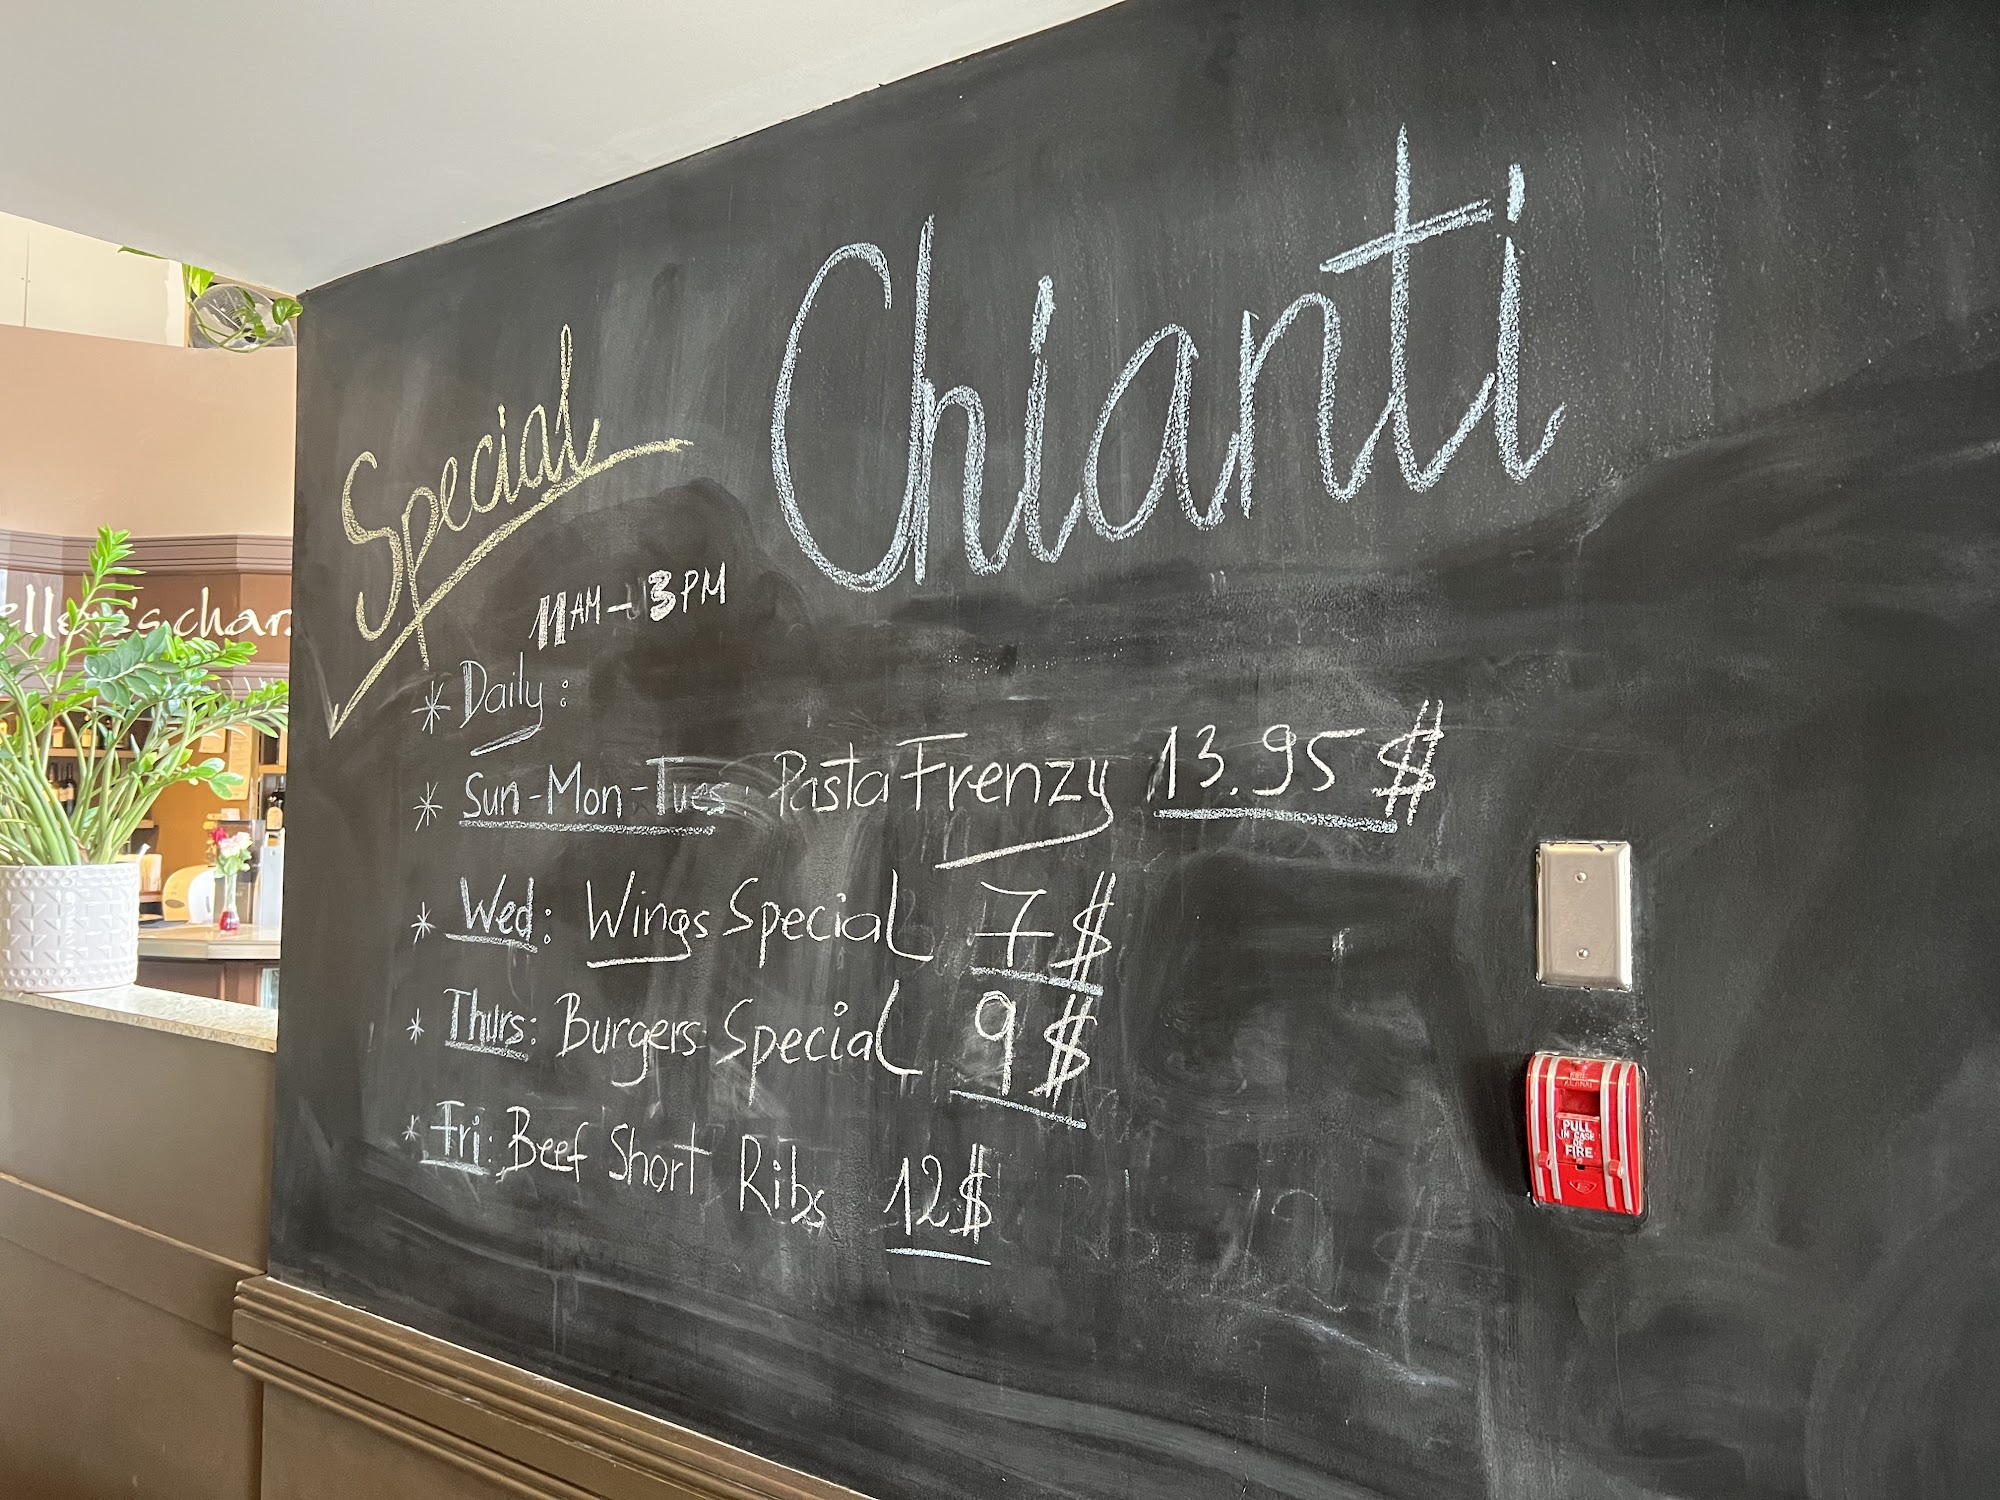 Chianti
Special
11AM - 3PM
* Daily:
* Sun-Mon-Tues: Pasta Frenzy 13.95 $
* Wed: Wings Special 7 $
* Thurs: Burgers Special 9 $
* Fri: Beef Short Ribs 12 $
PULL
IN CASE
OF
FIRE